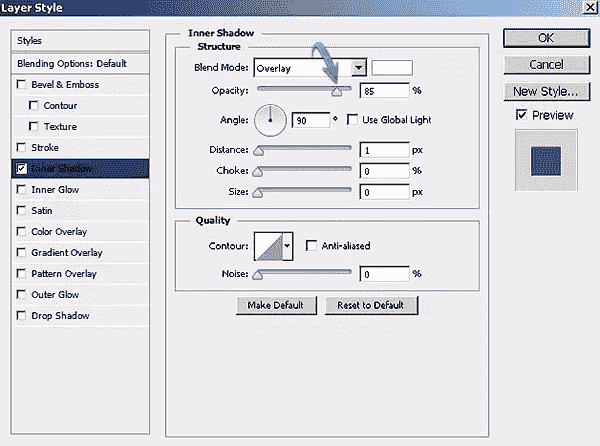 Layer Style
Styles
Blending Options: Default
Bevel & Emboss
Contour
Texture
Stroke
Inner Shadow
Inner Glow
Satin
Color Overlay
Gradient Overlay
Pattern Overlay
Outer Glow
Drop Shadow
Inner Shadow
Structure
Blend Mode: Overlay
Opacity: 85 %
Angle: 90 ° Use Global Light
Distance: 1 px
Choke: 0 %
Size: 0 px
Quality
Contour: Anti-aliased
Noise: 0 %
Make Default Reset to Default
OK
Cancel
New Style...
Preview